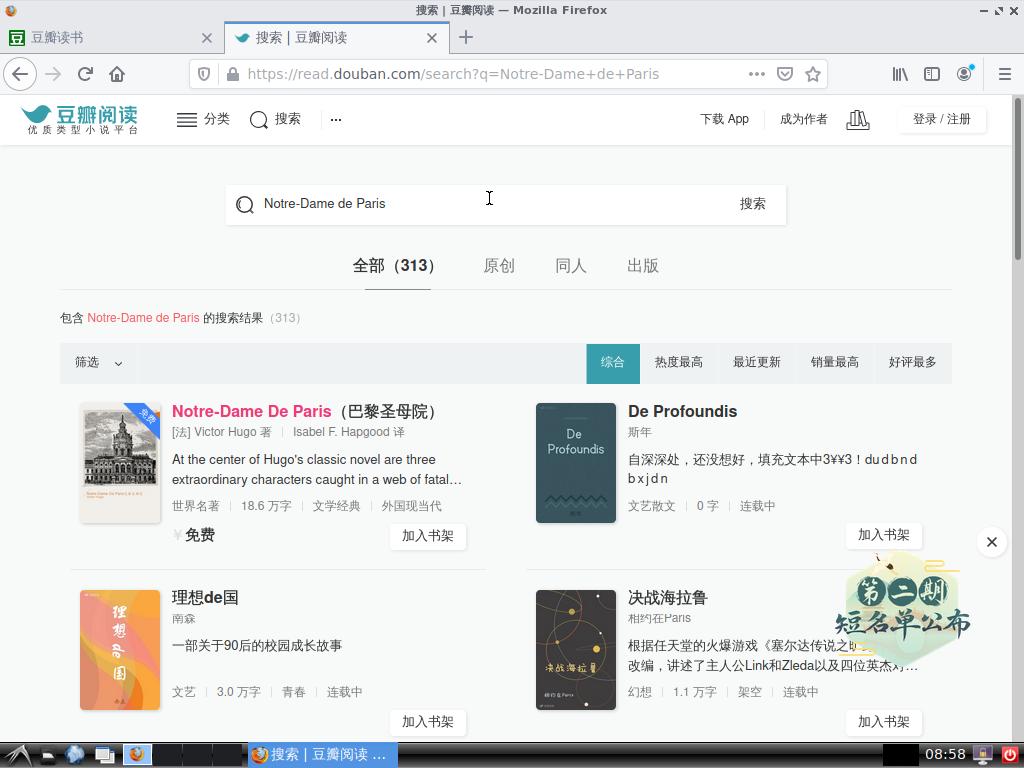 搜索 | 豆瓣阅读 — Mozilla Firefox
豆瓣读书
搜索 | 豆瓣阅读
https://read.douban.com/search?q=Notre-Dame+de+Paris
豆瓣阅读
优质类型小说平台
分类
搜索
下载 App
成为作者
登录 / 注册
Notre-Dame de Paris
搜索
全部（313）
原创
同人
出版
包含 Notre-Dame de Paris 的搜索结果（313）
筛选
综合
热度最高
最近更新
销量最高
好评最多
免费
Notre-Dame De Paris（巴黎圣母院）
[法] Victor Hugo 著
Isabel F. Hapgood 译
At the center of Hugo's classic novel are three
extraordinary characters caught in a web of fatal…
世界名著
18.6 万字
文学经典
外国现当代
¥ 免费
加入书架
De
Profoundis
De Profoundis
斯年
自深深处，还没想好，填充文本中3¥¥3！dudbnd
bxjdn
文艺散文
0 字
连载中
加入书架
理想de国
理想de国
南森
一部关于90后的校园成长故事
文艺
3.0 万字
青春
连载中
加入书架
决战海拉鲁
相约在Paris
决战海拉鲁
相约在Paris
根据任天堂的火爆游戏《塞尔达传说之旷
改编，讲述了主人公Link和Zleda以及四位英杰对…
幻想
1.1 万字
架空
连载中
加入书架
第二期
短名单公布
搜索 | 豆瓣阅读 ...
08:58